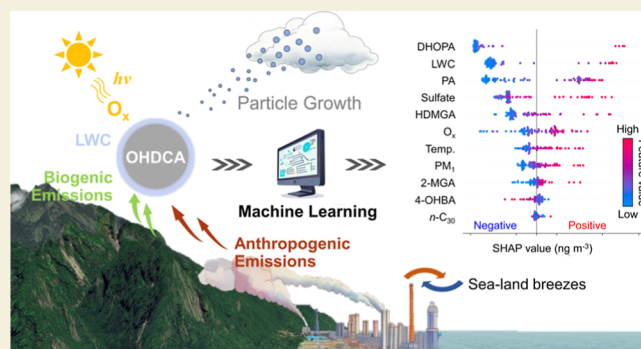 hν
Oₓ
LWC
OHDCA
Biogenic
Emissions
Particle Growth
Machine Learning
Anthropogenic
Emissions
Sea-land breezes
DHOPA
LWC
PA
Sulfate
HDMGA
Oₓ
Temp.
PM₁
2-MGA
4-OHBA
n-C₃₀
Negative
Positive
SHAP value (ng m⁻³)
High
Low